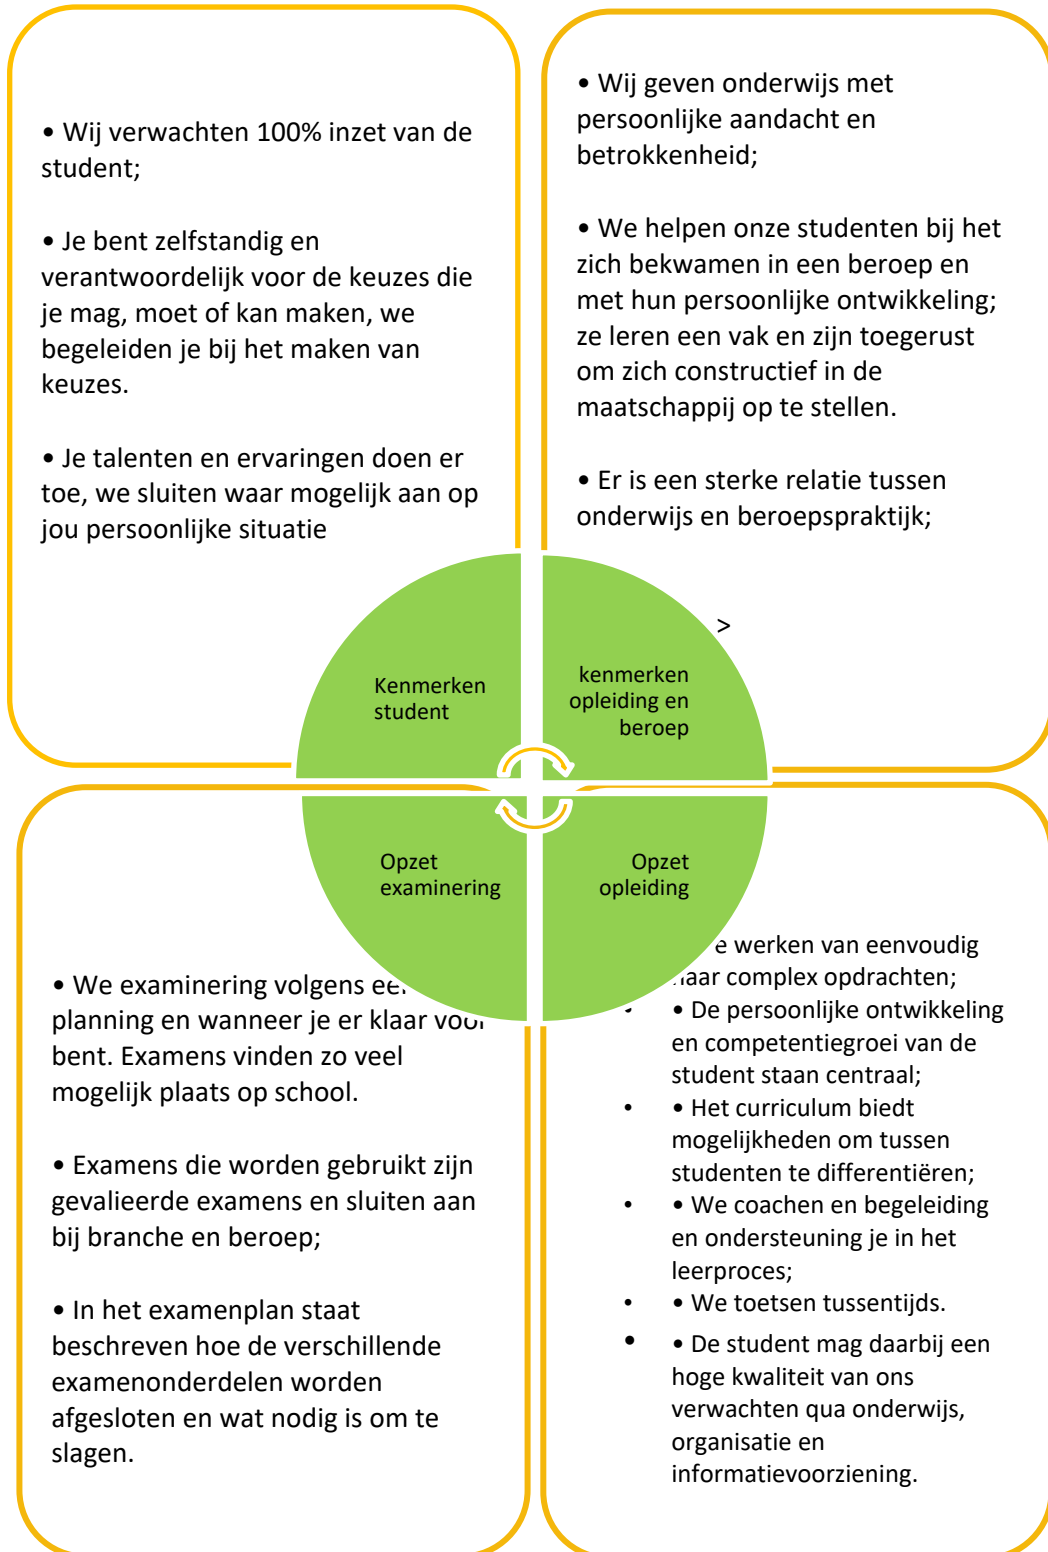 • Wij verwachten 100% inzet van de
student;
• Je bent zelfstandig en
verantwoordelijk voor de keuzes die
je mag, moet of kan maken, we
begeleiden je bij het maken van
keuzes.
• Je talenten en ervaringen doen er
toe, we sluiten waar mogelijk aan op
jou persoonlijke situatie
• Wij geven onderwijs met
persoonlijke aandacht en
betrokkenheid;
• We helpen onze studenten bij het
zich bekwamen in een beroep en
met hun persoonlijke ontwikkeling;
ze leren een vak en zijn toegerust
om zich constructief in de
maatschappij op te stellen.
• Er is een sterke relatie tussen
onderwijs en beroepspraktijk;
>
Kenmerken
student
kenmerken
opleiding en
beroep
Opzet
examinering
Opzet
opleiding
• We examinering volgens
planning en wanneer je er klaar voor
bent. Examens vinden zo veel
mogelijk plaats op school.
• Examens die worden gebruikt zijn
gevalieerde examens en sluiten aan
bij branche en beroep;
• In het examenplan staat
beschreven hoe de verschillende
examenonderdelen worden
afgesloten en wat nodig is om te
slagen.
werken van eenvoudig
complex opdrachten;
• • De persoonlijke ontwikkeling
en competentiegroei van de
student staan centraal;
• • Het curriculum biedt
mogelijkheden om tussen
studenten te differentiëren;
• • We coachen en begeleiding
en ondersteuning je in het
leerproces;
• • We toetsen tussentijds.
• • De student mag daarbij een
hoge kwaliteit van ons
verwachten qua onderwijs,
organisatie en
informatievoorziening.